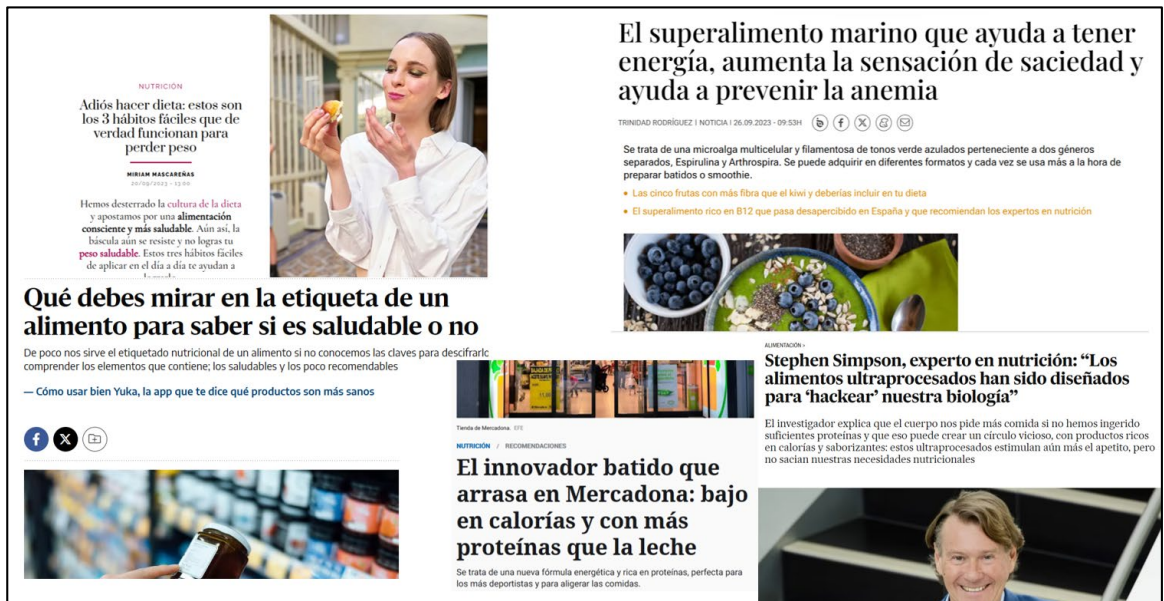 NUTRICIÓN
Adiós hacer dieta: estos son
los 3 hábitos fáciles que de
verdad funcionan para
perder peso
MIRIAM MASCAREÑAS
20/09/2023 - 13:00
Hemos desterrado la cultura de la dieta
y apostamos por una alimentación
consciente y más saludable. Aún así, la
báscula aún se resiste y no logras tu
peso saludable. Estos tres hábitos fáciles
de aplicar en el día a día te ayudan a
El superalimento marino que ayuda a tener
energía, aumenta la sensación de saciedad y
ayuda a prevenir la anemia
TRINIDAD RODRÍGUEZ | NOTICIA | 26.09.2023 - 09:53H
Se trata de una microalga multicelular y filamentosa de tonos verde azulados perteneciente a dos géneros
separados, Espirulina y Arthrospira. Se puede adquirir en diferentes formatos y cada vez se usa más a la hora de
preparar batidos o smoothie.
• Las cinco frutas con más fibra que el kiwi y deberías incluir en tu dieta
• El superalimento rico en B12 que pasa desapercibido en España y que recomiendan los expertos en nutrición
Qué debes mirar en la etiqueta de un
alimento para saber si es saludable o no
De poco nos sirve el etiquetado nutricional de un alimento si no conocemos las claves para descifrarlo
comprender los elementos que contiene; los saludables y los poco recomendables
— Cómo usar bien Yuka, la app que te dice qué productos son más sanos
Tienda de Mercadona. EFE
NUTRICIÓN / RECOMENDACIONES
El innovador batido que
arrasa en Mercadona: bajo
en calorías y con más
proteínas que la leche
Se trata de una nueva fórmula energética y rica en proteínas, perfecta para
los más deportistas y para aligerar las comidas.
ALIMENTACIÓN >
Stephen Simpson, experto en nutrición: “Los
alimentos ultraprocesados han sido diseñados
para ‘hackear’ nuestra biología”
El investigador explica que el cuerpo nos pide más comida si no hemos ingerido
suficientes proteínas y que eso puede crear un círculo vicioso, con productos ricos
en calorías y saborizantes: estos ultraprocesados estimulan aún más el apetito, pero
no sacian nuestras necesidades nutricionales